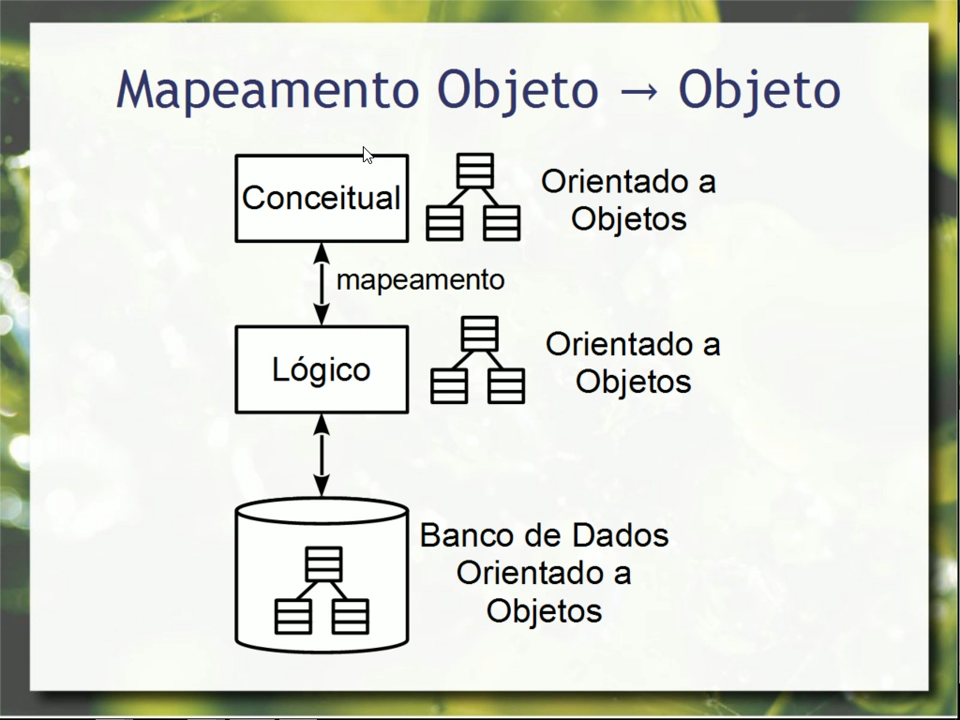 Mapeamento Objeto → Objeto
Conceitual
Orientado a
Objetos
mapeamento
Lógico
Orientado a
Objetos
Banco de Dados
Orientado a
Objetos